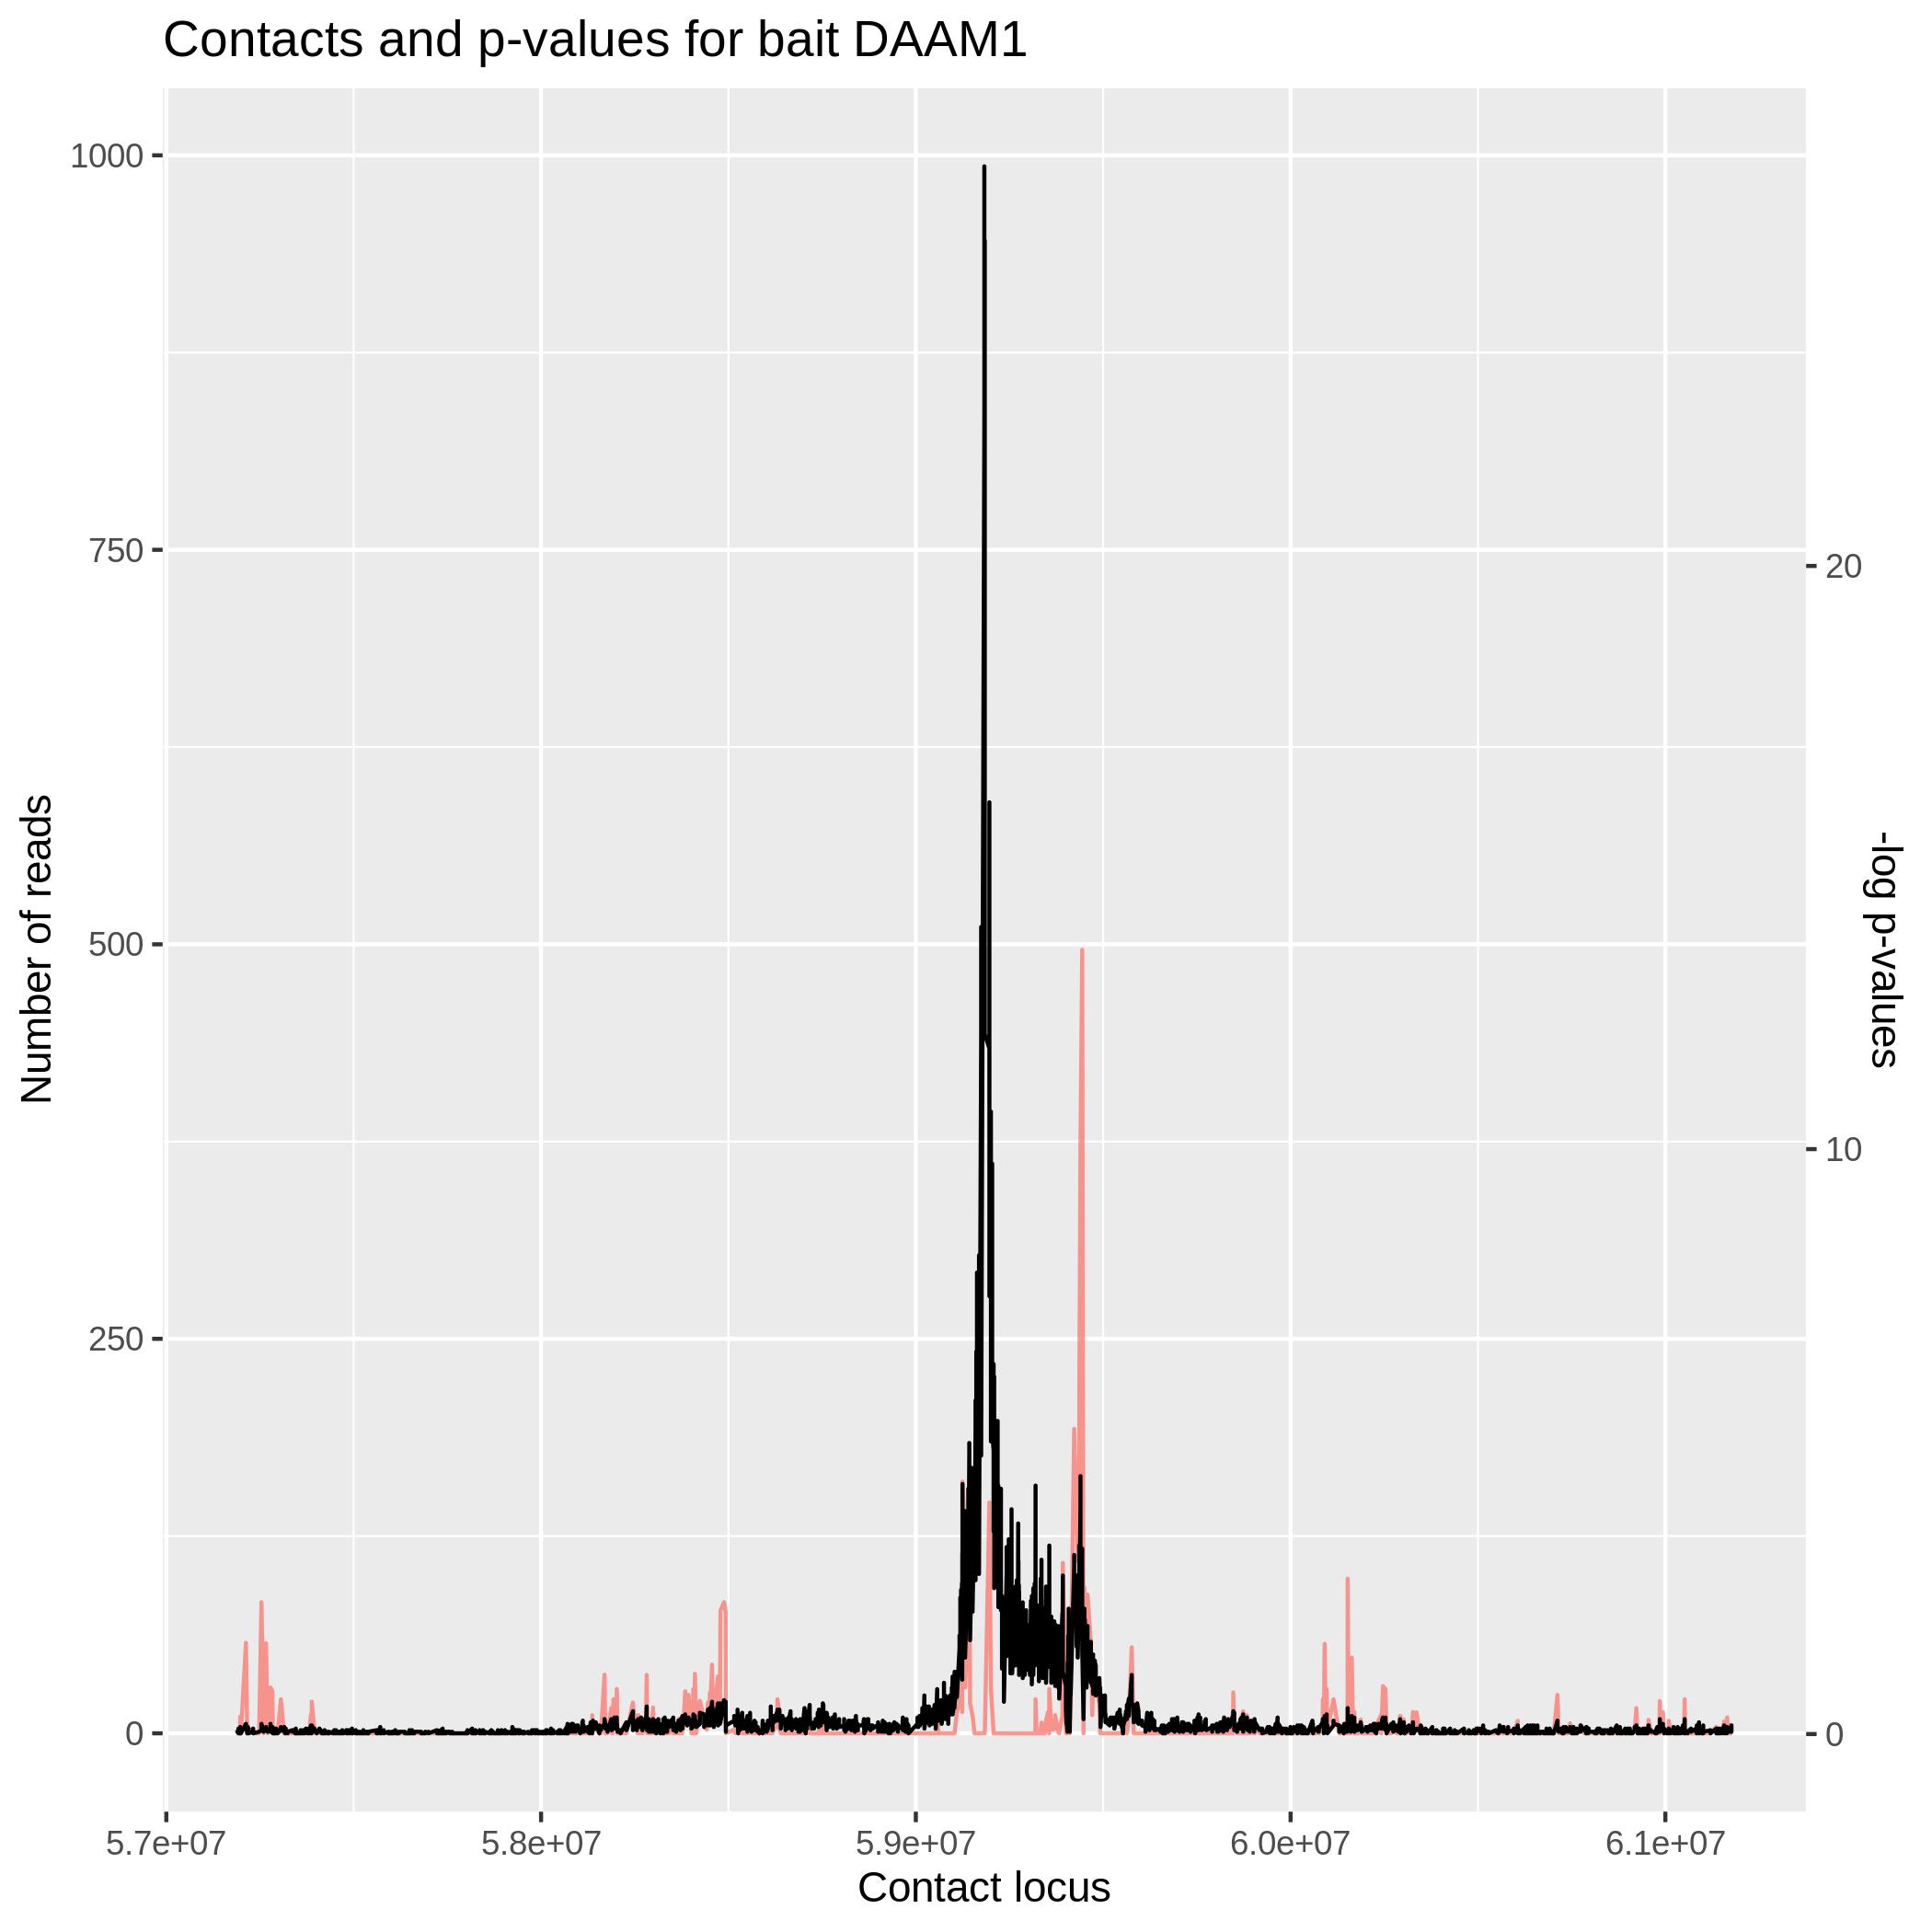 Contacts and p-values for bait DAAM1
1000
750
500
250
0
Number of reads
20
10
0
-log p-values
5.7e+07 5.8e+07 5.9e+07 6.0e+07 6.1e+07
Contact locus